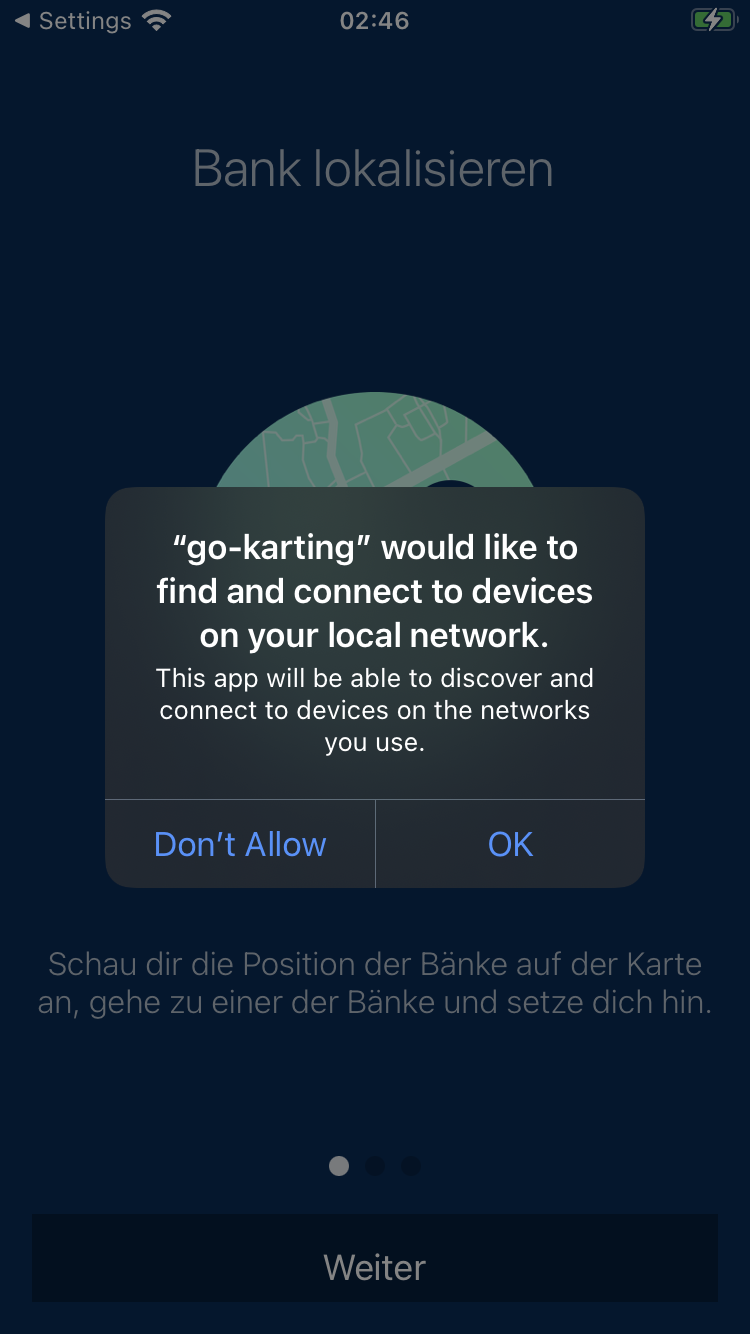 Settings
02:46
Bank lokalisieren
“go-karting” would like to
find and connect to devices
on your local network.
This app will be able to discover and
connect to devices on the networks
you use.
Don’t Allow
OK
Schau dir die Position der Bänke auf der Karte
an, gehe zu einer der Bänke und setze dich hin.
Weiter